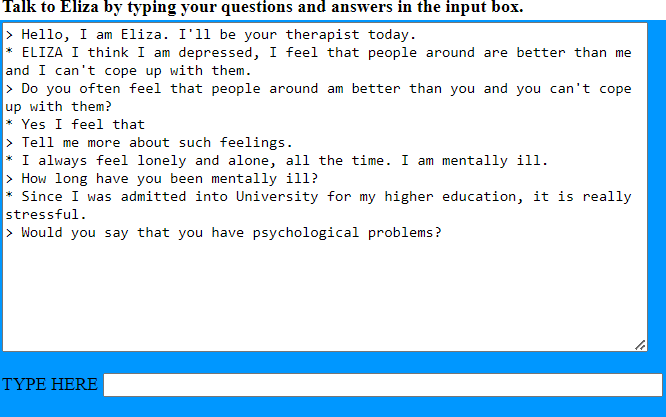 Talk to Eliza by typing your questions and answers in the input box.
> Hello, I am Eliza. I'll be your therapist today.
* ELIZA I think I am depressed, I feel that people around are better than me
and I can't cope up with them.
> Do you often feel that people around am better than you and you can't cope
up with them?
* Yes I feel that
> Tell me more about such feelings.
* I always feel lonely and alone, all the time. I am mentally ill.
> How long have you been mentally ill?
* Since I was admitted into University for my higher education, it is really
stressful.
> Would you say that you have psychological problems?
TYPE HERE